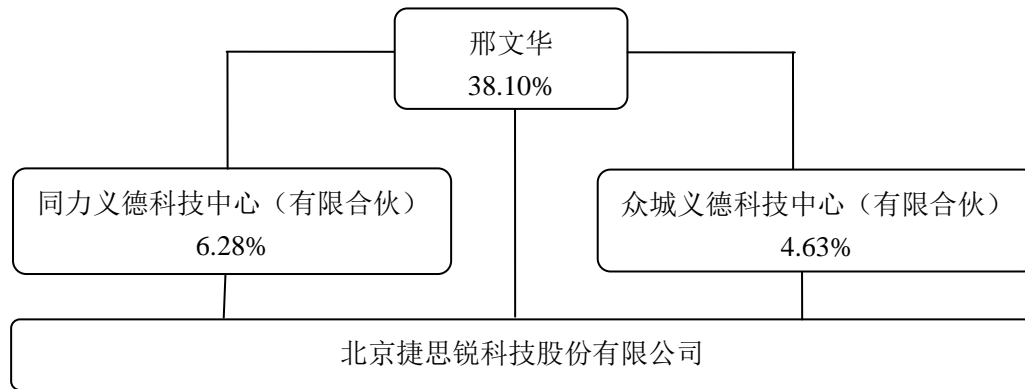 邢文华
38.10%
同力义德科技中心（有限合伙）
6.28%
众城义德科技中心（有限合伙）
4.63%
北京捷思锐科技股份有限公司